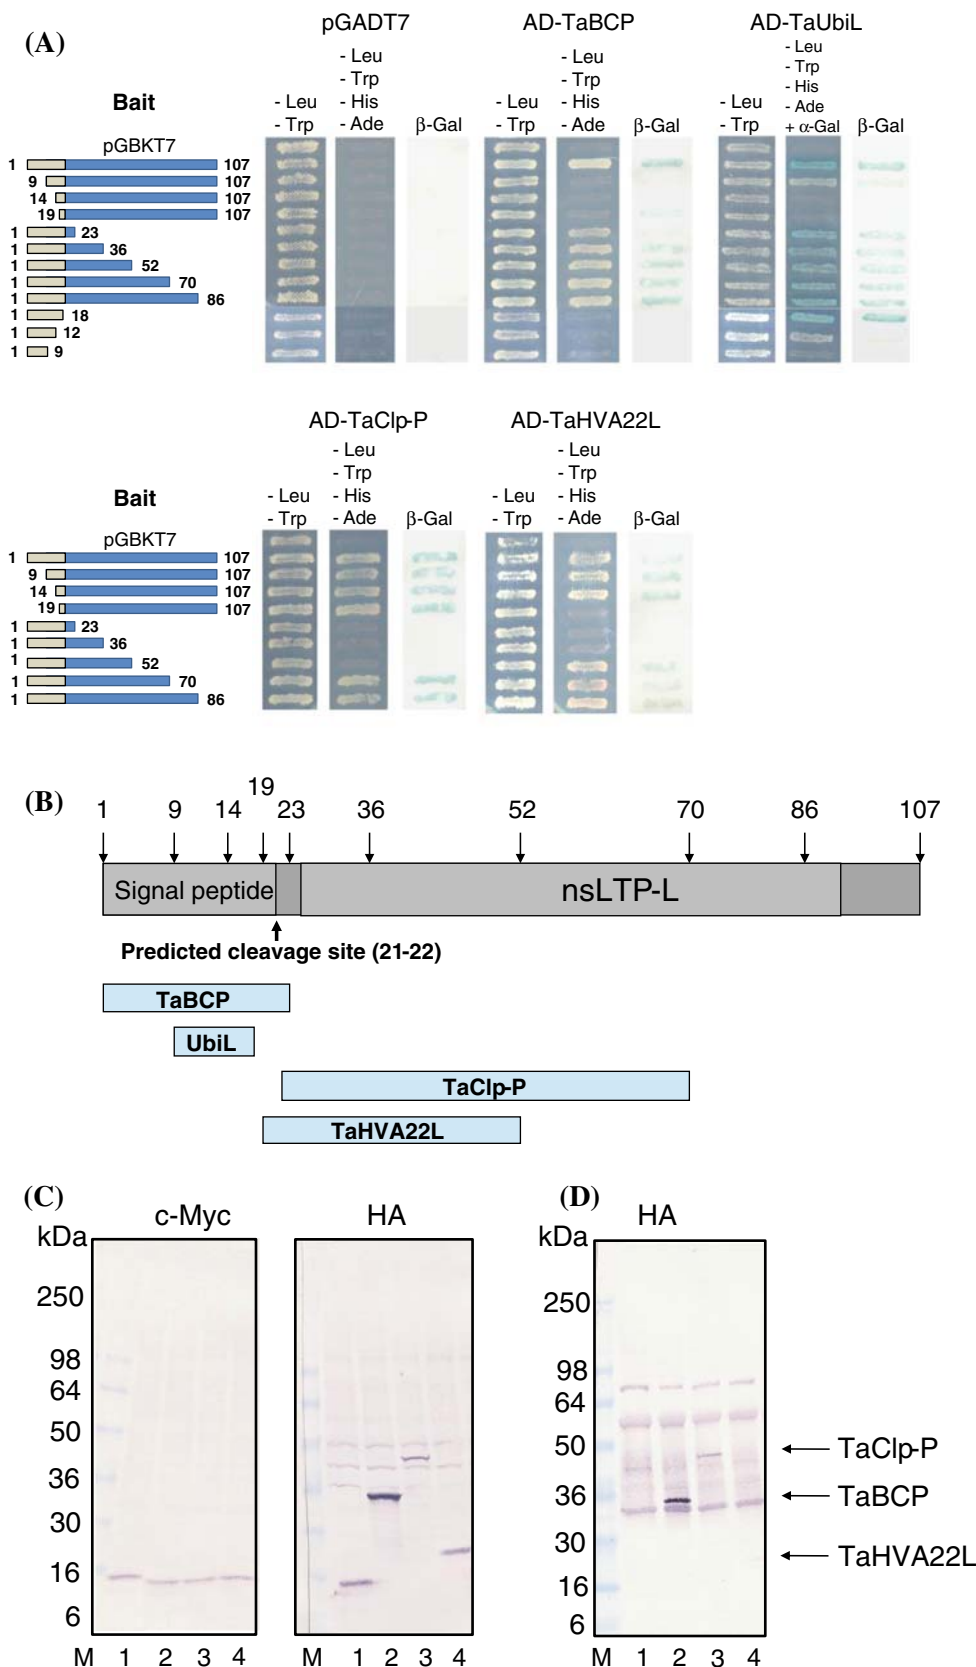 (A)
pGADT7 AD-TaBCP AD-TaUbiL
- Leu - Leu - Leu
- Trp - Trp - Trp
- His - His - His
- Ade - Ade - Ade
+ α-Gal
- Leu - Leu - Leu
- Trp - Trp - Trp
β-Gal β-Gal β-Gal
Bait
pGBKT7
1 107
9 107
14 107
19 107
1 23
1 36
1 52
1 70
1 86
1 18
1 12
1 9
AD-TaClp-P AD-TaHVA22L
- Leu - Leu
- Trp - Trp
- His - His
- Ade - Ade
- Leu - Leu
- Trp - Trp
β-Gal β-Gal
Bait
pGBKT7
1 107
9 107
14 107
19 107
1 23
1 36
1 52
1 70
1 86
(B)
1 9 14 19 23 36 52 70 86 107
Signal peptide nsLTP-L
Predicted cleavage site (21-22)
TaBCP
UbiL
TaClp-P
TaHVA22L
(C)
c-Myc HA
kDa
250
98
64
50
36
30
16
6
M 1 2 3 4 M 1 2 3 4
(D)
HA
kDa
250
98
64
50
36
30
16
6
TaClp-P
TaBCP
TaHVA22L
M 1 2 3 4